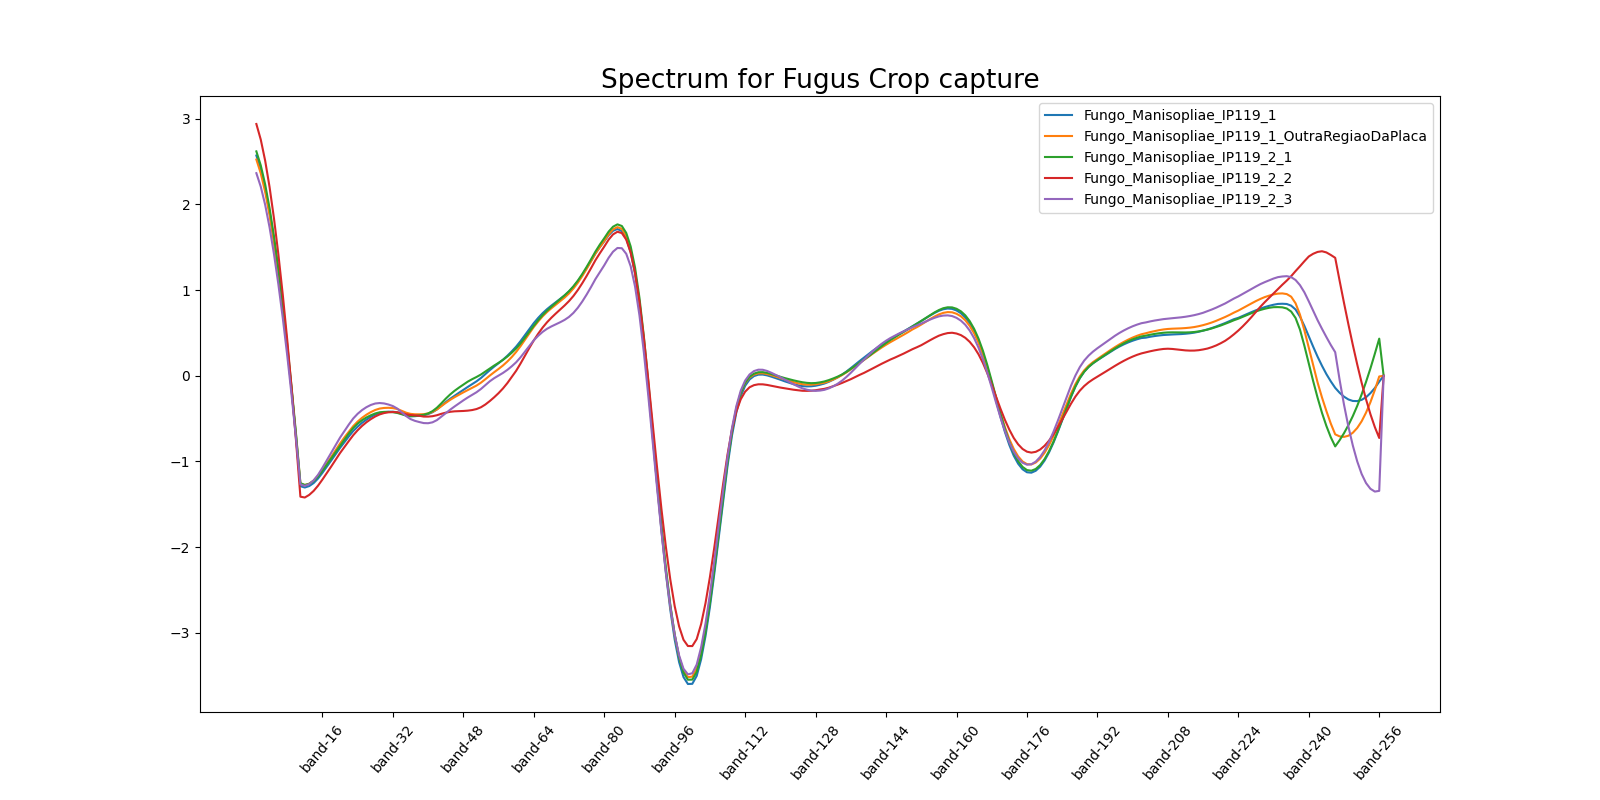 Spectrum for Fugus Crop capture
Fungo_Manisopliae_IP119_1
Fungo_Manisopliae_IP119_1_OutraRegiaoDaPlaca
Fungo_Manisopliae_IP119_2_1
Fungo_Manisopliae_IP119_2_2
Fungo_Manisopliae_IP119_2_3
3
2
1
0
−1
−2
−3
band-16
band-32
band-48
band-64
band-80
band-96
band-112
band-128
band-144
band-160
band-176
band-192
band-208
band-224
band-240
band-256